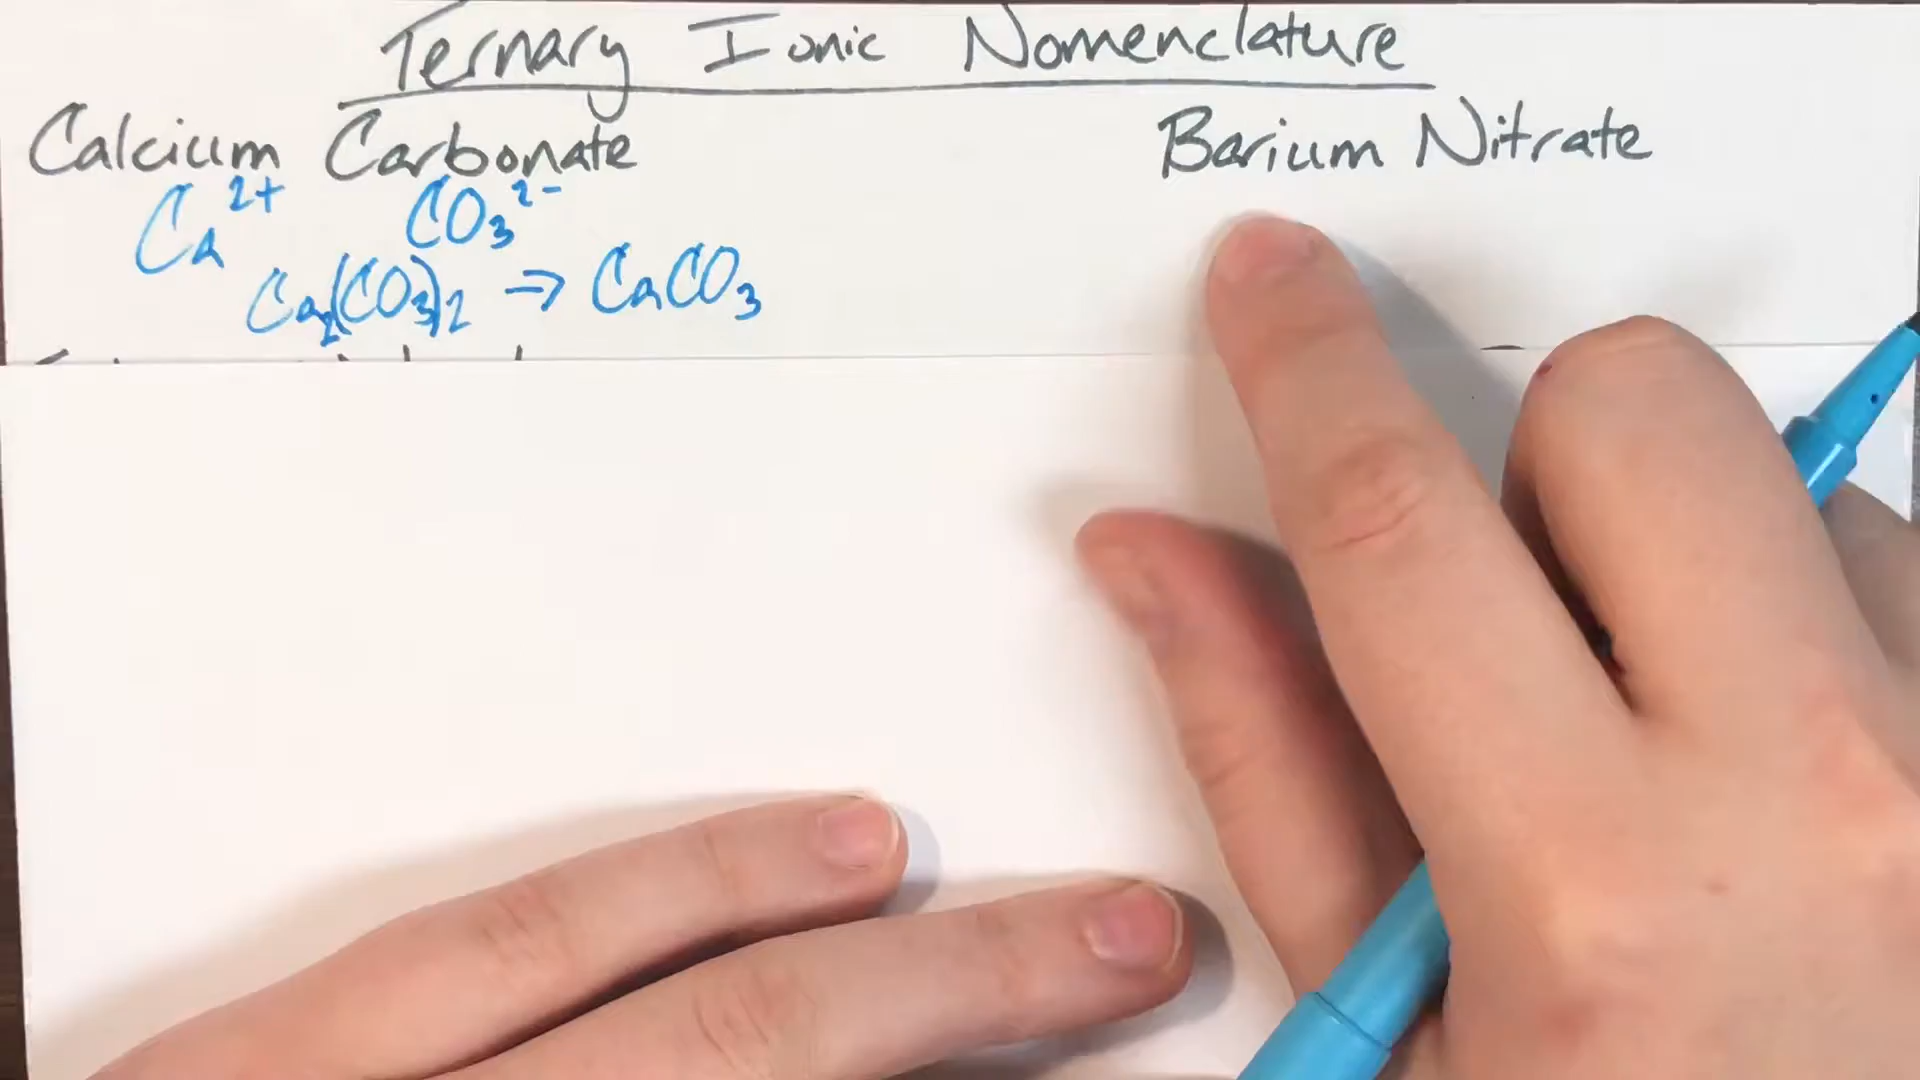 Ternary Ionic Nomenclature
Calcium Carbonate
Ca²⁺ CO₃²⁻
Ca₂(CO₃)₂ → CaCO₃
Barium Nitrate